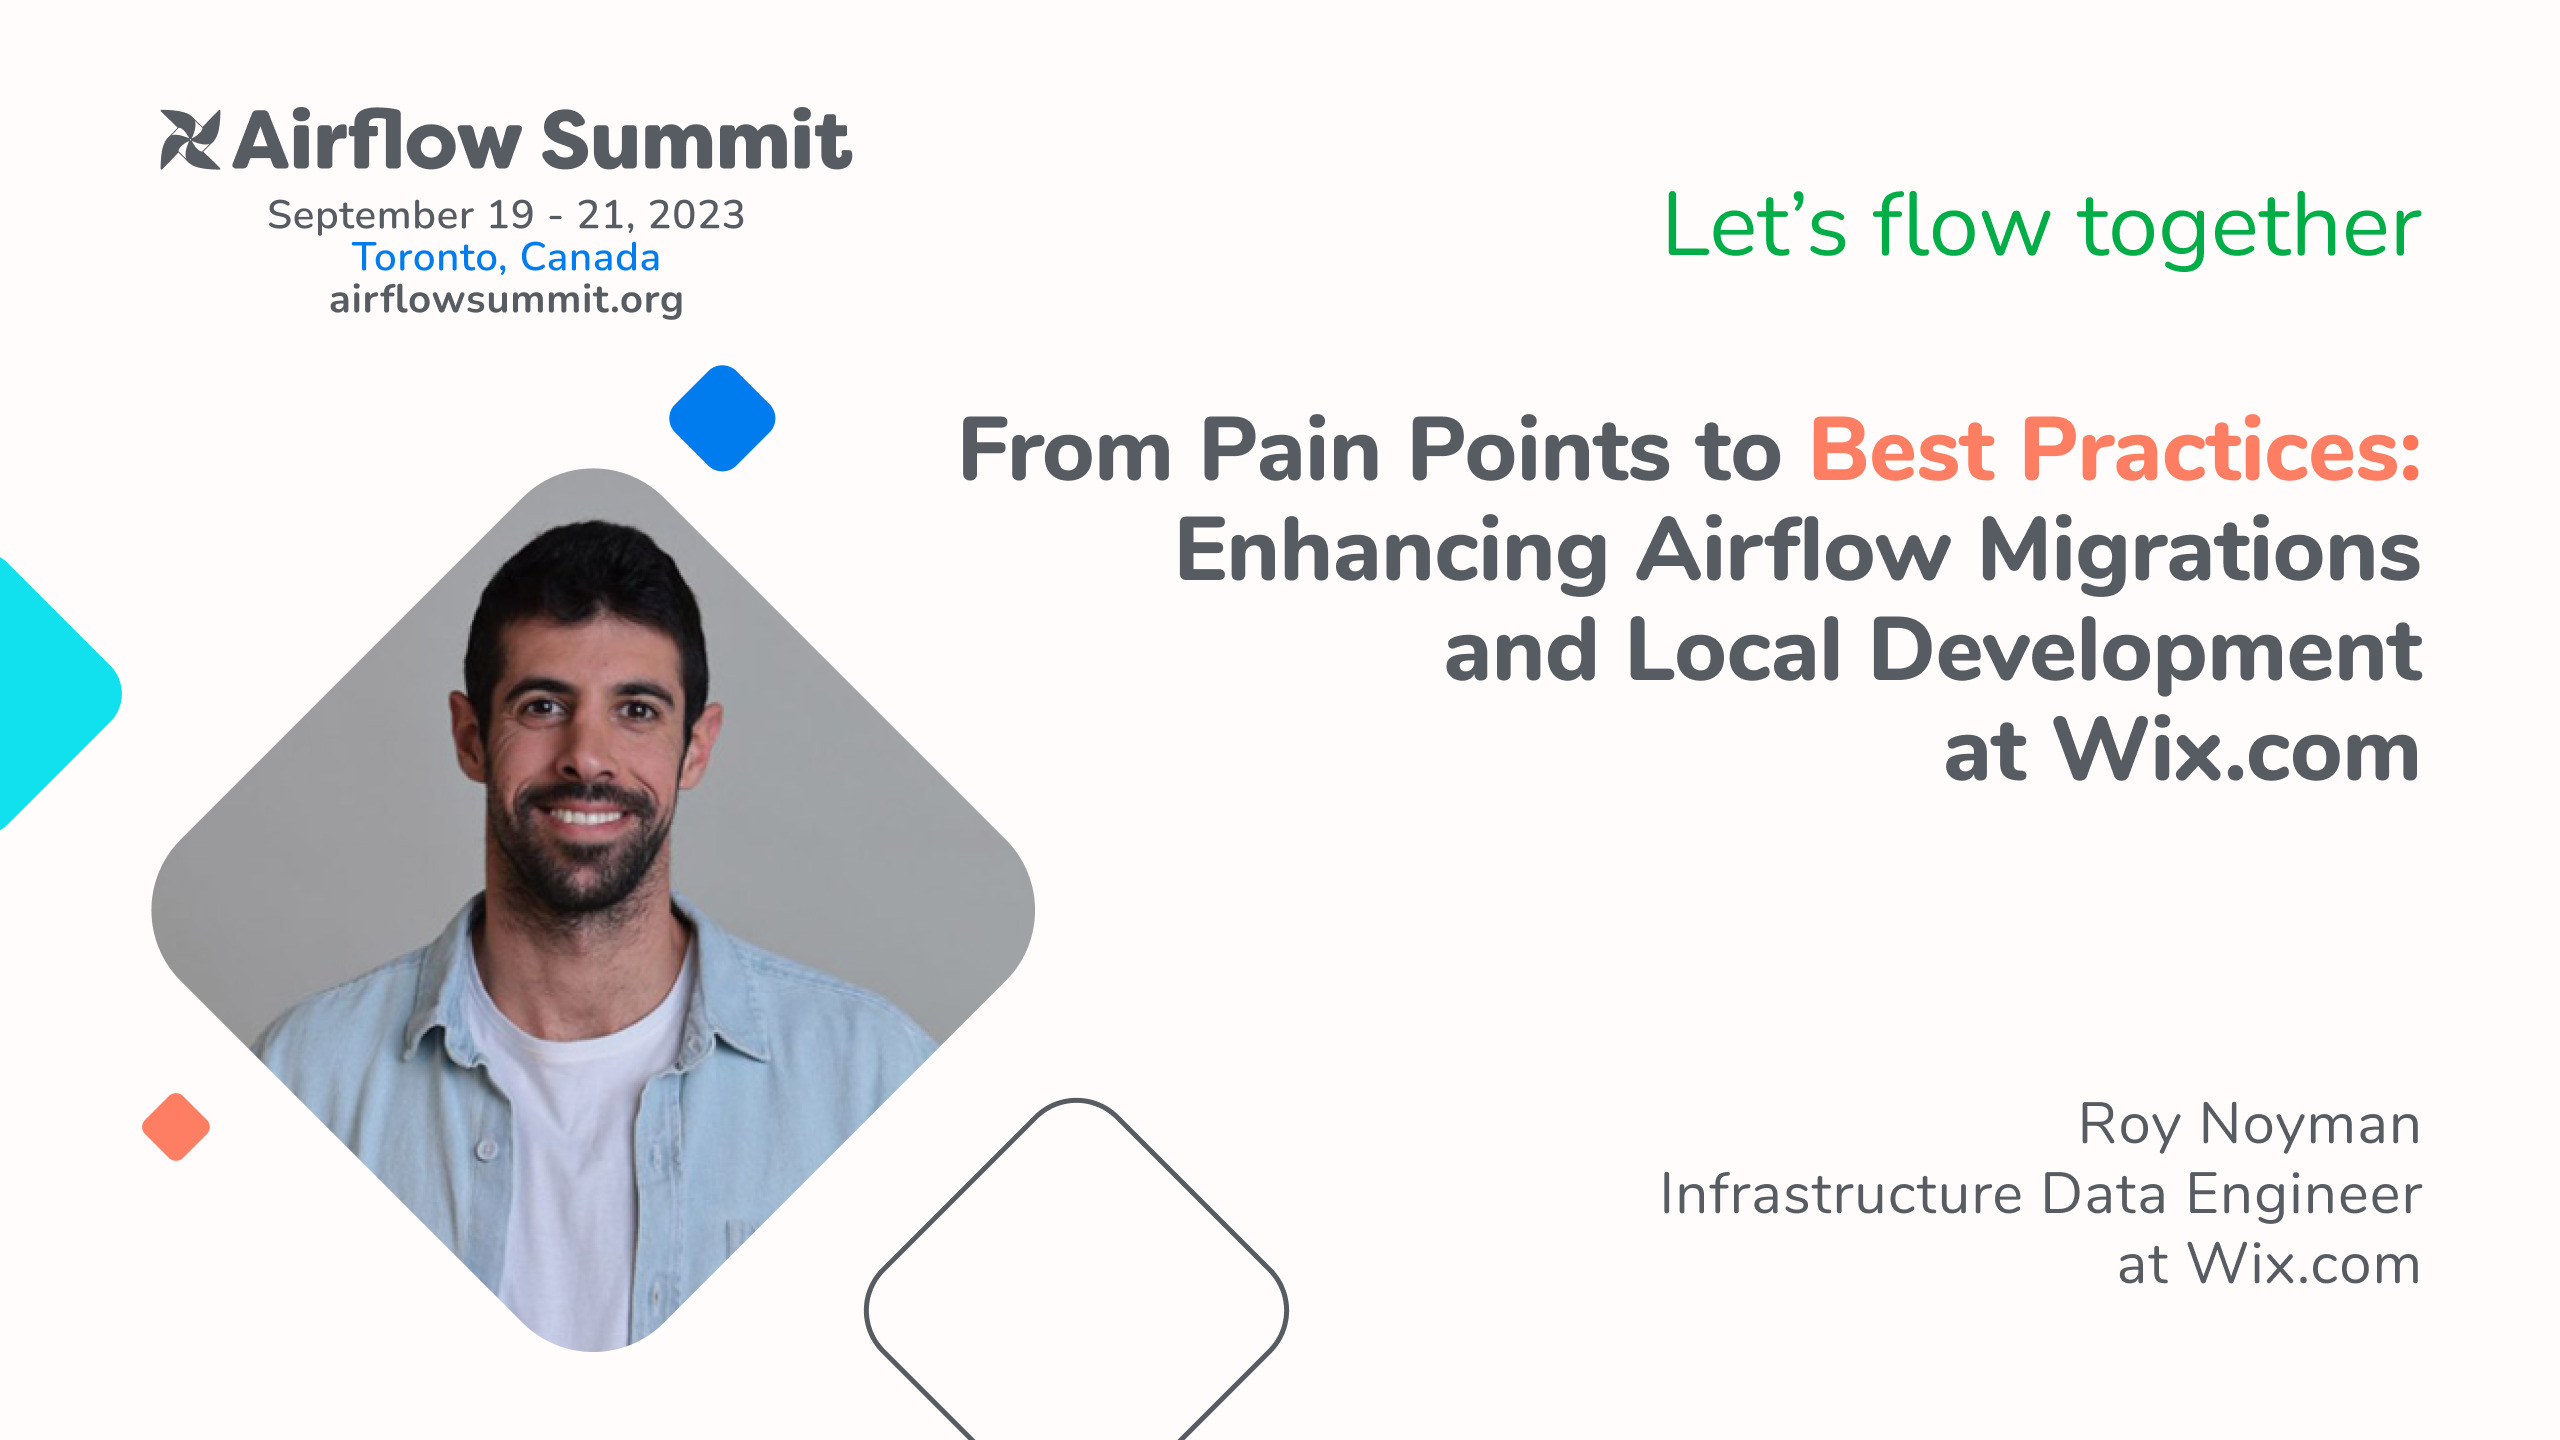 Airflow Summit
September 19 - 21, 2023
Toronto, Canada
airflowsummit.org
Let’s flow together
From Pain Points to Best Practices:
Enhancing Airflow Migrations
and Local Development
at Wix.com
Roy Noyman
Infrastructure Data Engineer
at Wix.com